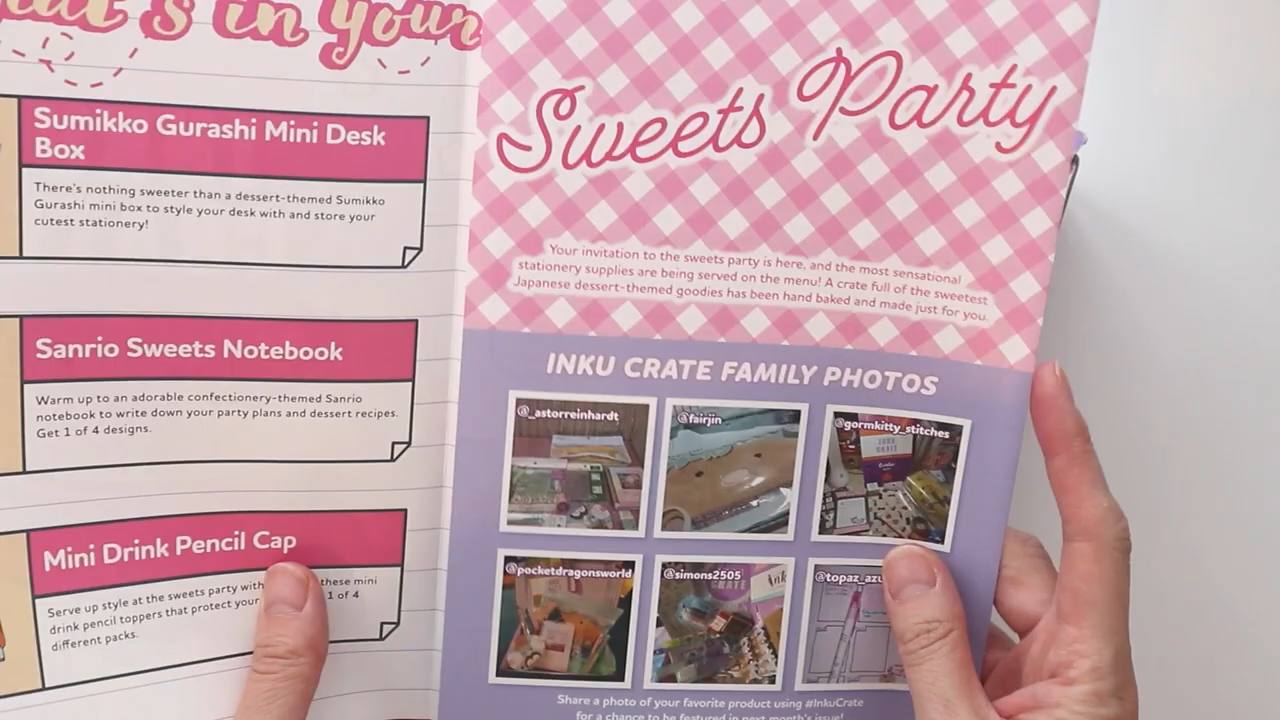 What's in Your
Sumikko Gurashi Mini Desk
Box
There's nothing sweeter than a dessert-themed Sumikko
Gurashi mini box to style your desk with and store your
cutest stationery!
Sanrio Sweets Notebook
Warm up to an adorable confectionery-themed Sanrio
notebook to write down your party plans and dessert recipes.
Get 1 of 4 designs.
Mini Drink Pencil Cap
Serve up style at the sweets party with these mini
drink pencil toppers that protect your 1 of 4
different packs.
Sweets Party
Your invitation to the sweets party is here, and the most sensational
stationery supplies are being served on the menu! A crate full of the sweetest
Japanese dessert-themed goodies has been hand baked and made just for you.
INKU CRATE FAMILY PHOTOS
@_astorreinhardt
@fairjin
@gormkitty_stitches
INKU
CRATE
@pocketdragonsworld
@simons2505
CRATE
@topaz_azu
Share a photo of your favorite product using #InkuCrate
for a chance to be featured in next month's issue!